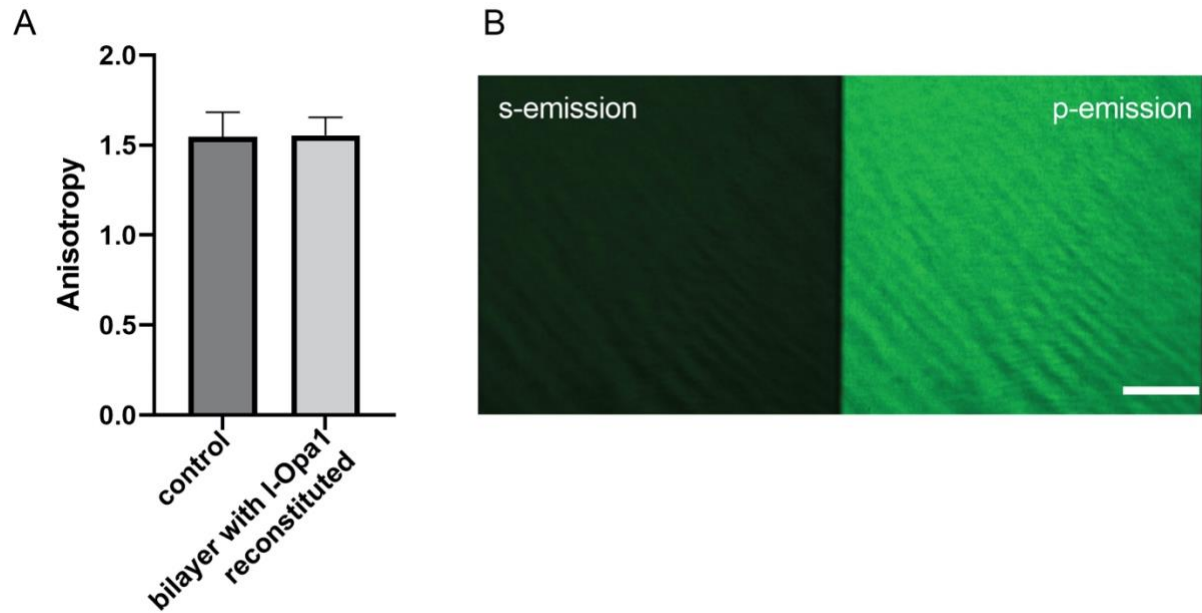 A
B
2.0
1.5
1.0
0.5
0.0
Anisotropy
control
bilayer with l-Opa1
reconstituted
s-emission
p-emission